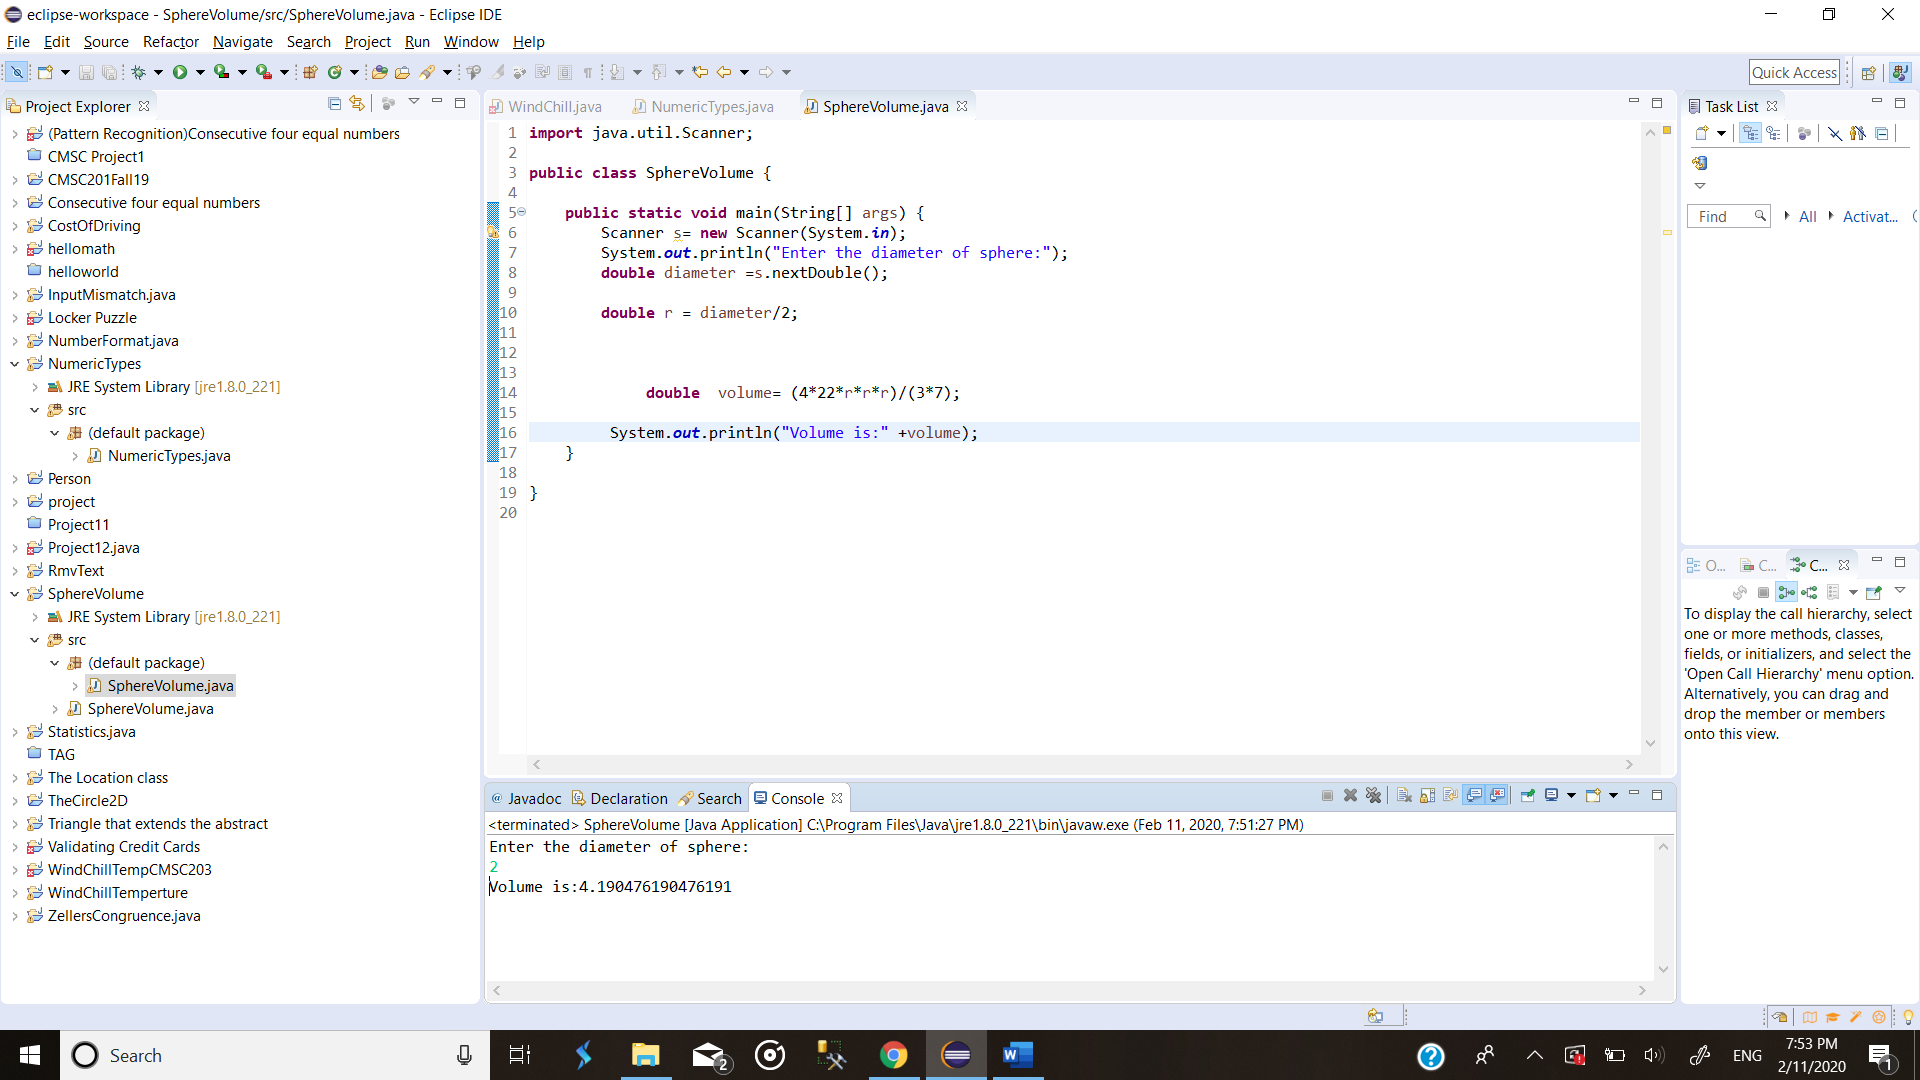 eclipse-workspace - SphereVolume/src/SphereVolume.java - Eclipse IDE
File Edit Source Refactor Navigate Search Project Run Window Help
Quick Access
Project Explorer
(Pattern Recognition)Consecutive four equal numbers
CMSC Project1
CMSC201Fall19
Consecutive four equal numbers
CostOfDriving
hellomath
helloworld
InputMismatch.java
Locker Puzzle
NumberFormat.java
NumericTypes
JRE System Library [jre1.8.0_221]
src
(default package)
NumericTypes.java
Person
project
Project11
Project12.java
RmvText
SphereVolume
JRE System Library [jre1.8.0_221]
src
(default package)
SphereVolume.java
SphereVolume.java
Statistics.java
TAG
The Location class
TheCircle2D
Triangle that extends the abstract
Validating Credit Cards
WindChillTempCMSC203
WindChillTemperture
ZellersCongruence.java
WindChill.java NumericTypes.java SphereVolume.java
1 import java.util.Scanner;
2
3 public class SphereVolume {
4
5 public static void main(String[] args) {
6 Scanner s= new Scanner(System.in);
7 System.out.println("Enter the diameter of sphere:");
8 double diameter =s.nextDouble();
9
10 double r = diameter/2;
11
12
13
14 double volume= (4*22*r*r*r)/(3*7);
15
16 System.out.println("Volume is:" +volume);
17 }
18
19 }
20
Task List
Find All Activat...
O... C... C...
To display the call hierarchy, select
one or more methods, classes,
fields, or initializers, and select the
'Open Call Hierarchy' menu option.
Alternatively, you can drag and
drop the member or members
onto this view.
@ Javadoc Declaration Search Console
<terminated> SphereVolume [Java Application] C:\Program Files\Java\jre1.8.0_221\bin\javaw.exe (Feb 11, 2020, 7:51:27 PM)
Enter the diameter of sphere:
2
Volume is:4.190476190476191
Search
2
ENG
7:53 PM
2/11/2020
1